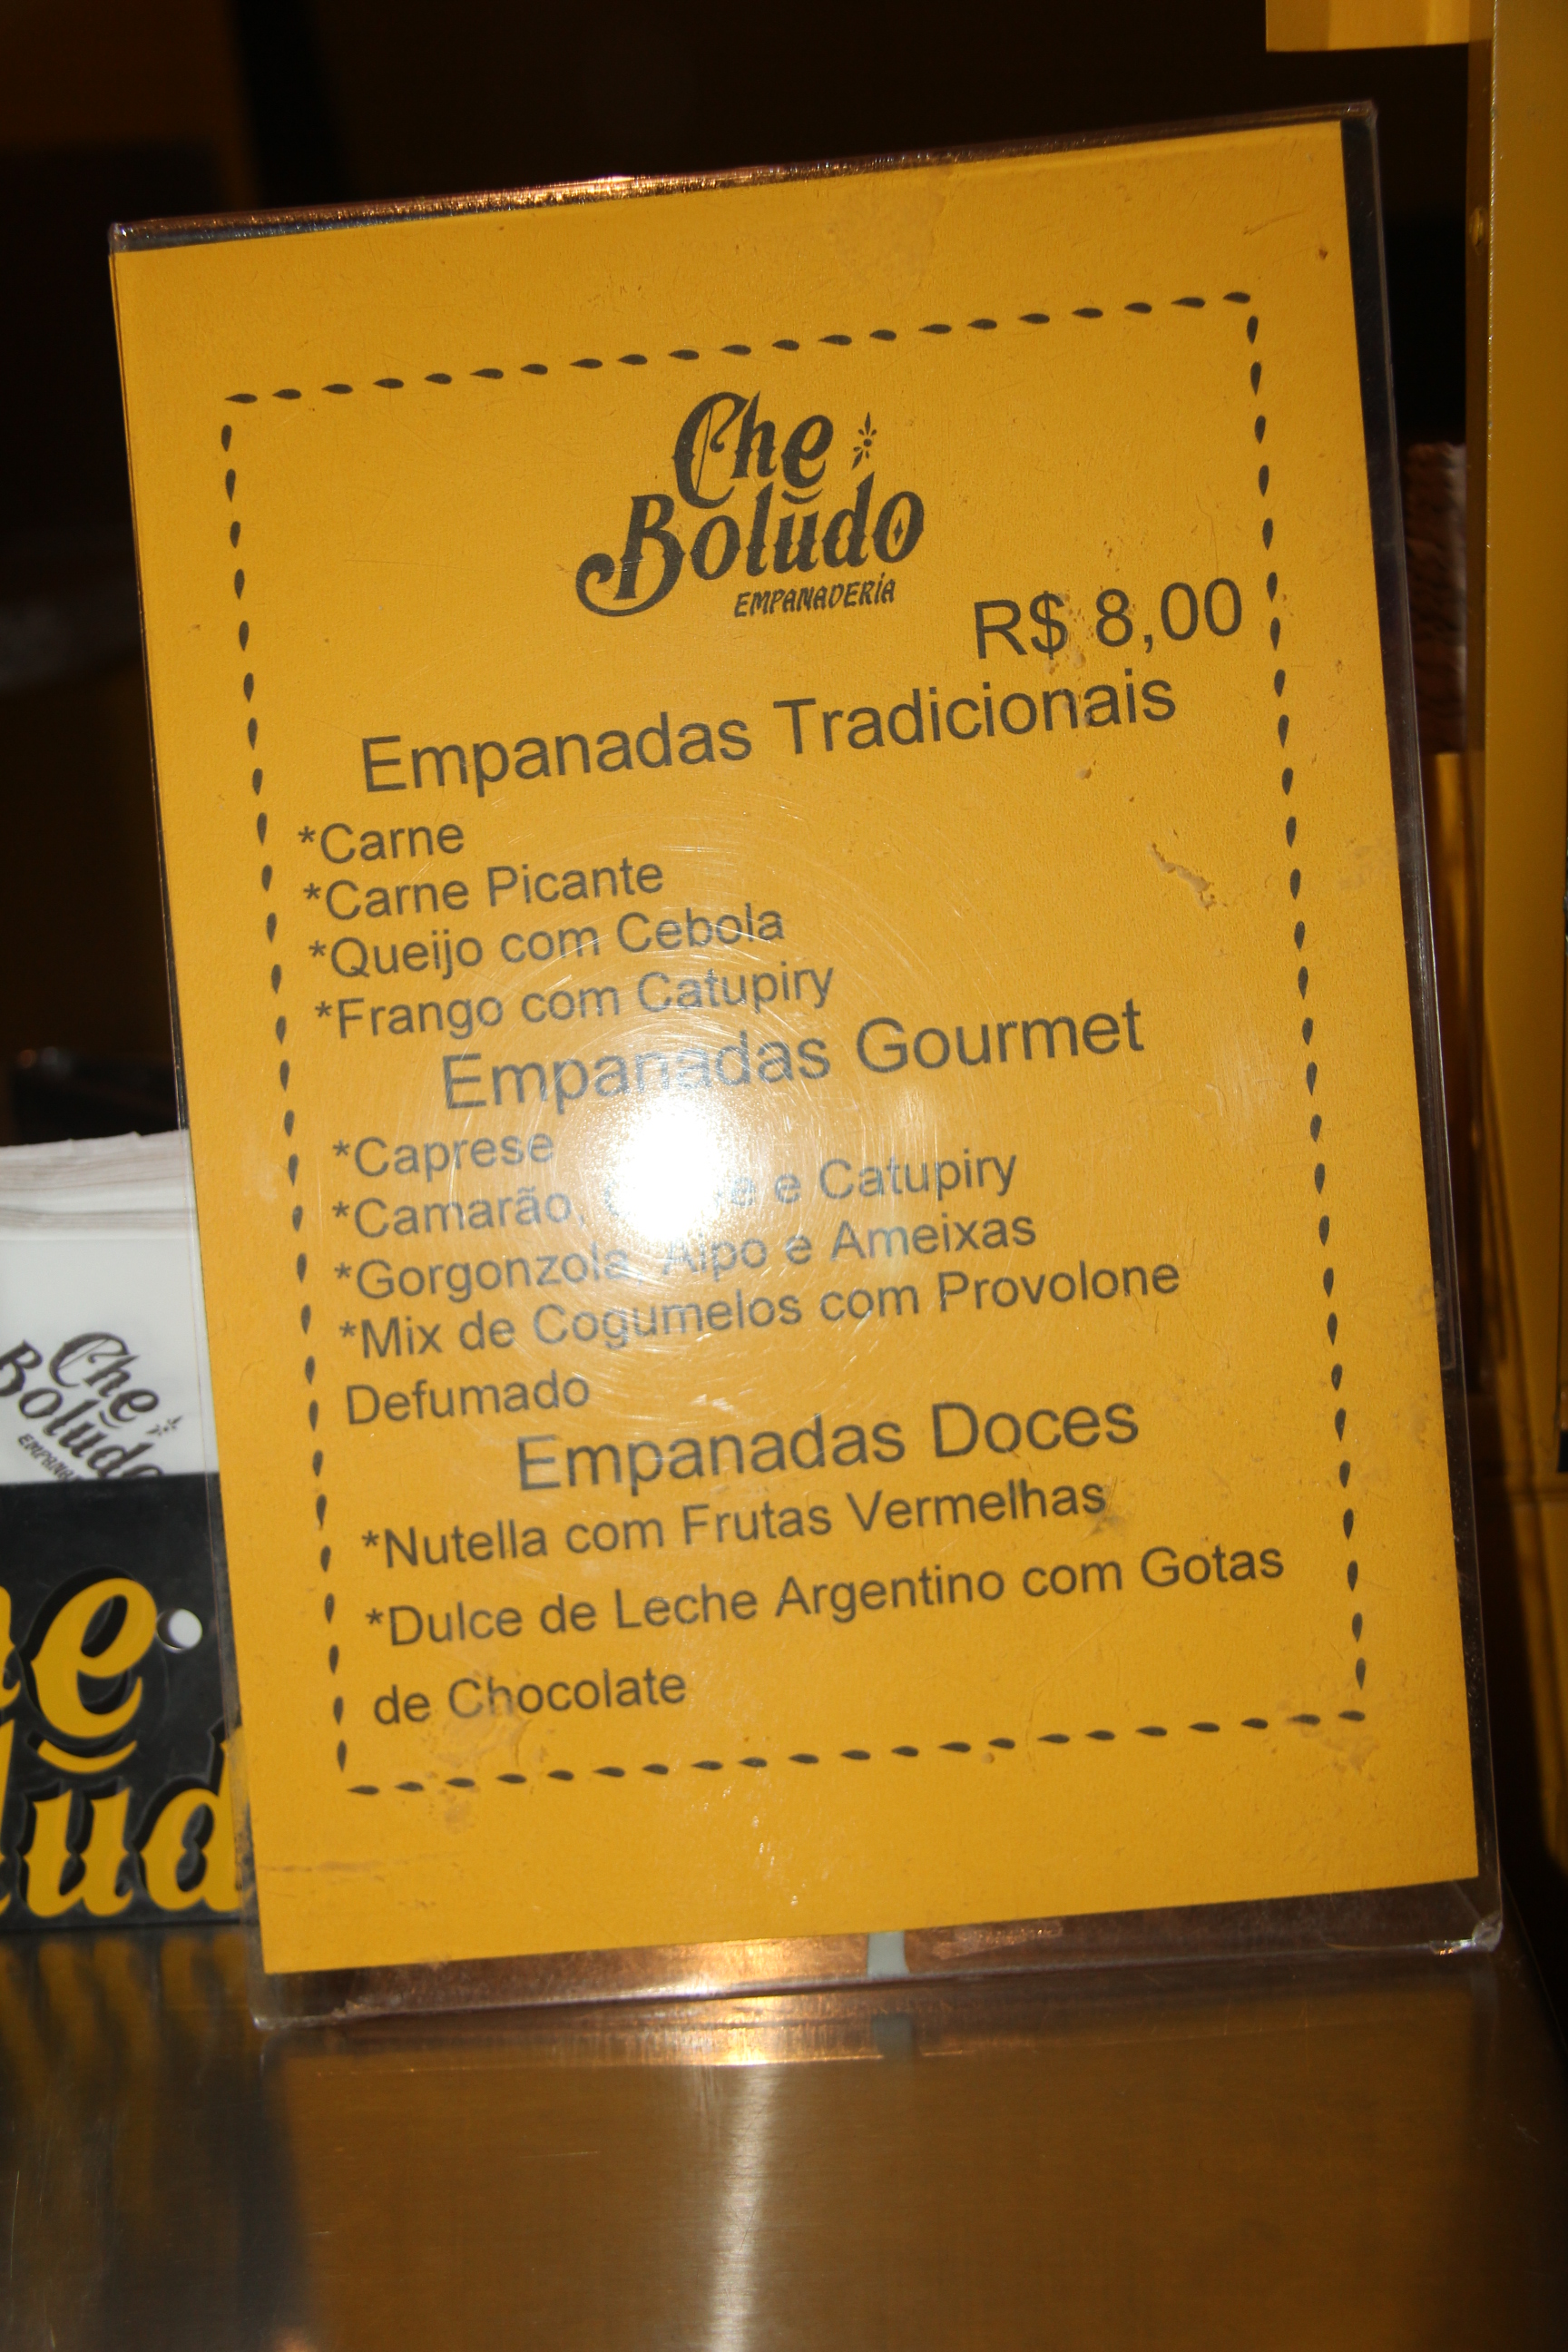 Che
Boludo
EMPANADERÍA
R$ 8,00
Empanadas Tradicionais
*Carne
*Carne Picante
*Queijo com Cebola
*Frango com Catupiry
Empanadas Gourmet
*Caprese
*Camarão, e Catupiry
*Gorgonzola, Aipo e Ameixas
*Mix de Cogumelos com Provolone
Defumado
Empanadas Doces
*Nutella com Frutas Vermelhas
*Dulce de Leche Argentino com Gotas
de Chocolate
Che
Boludo